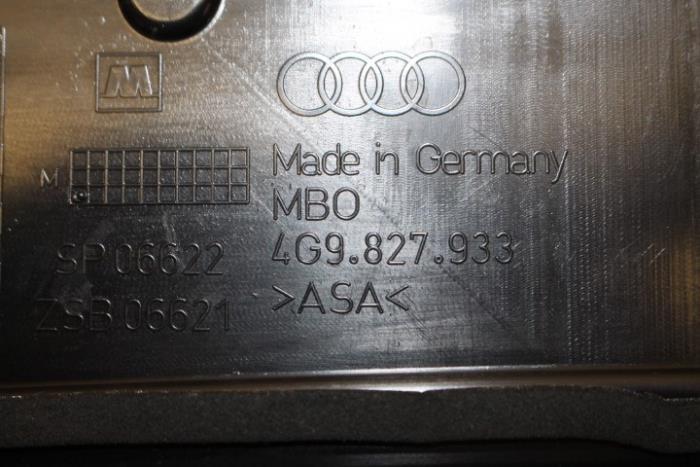 M
Made in Germany
M
MBO
SP 06622
4G9.827.933
ZSB 06621
>ASA<